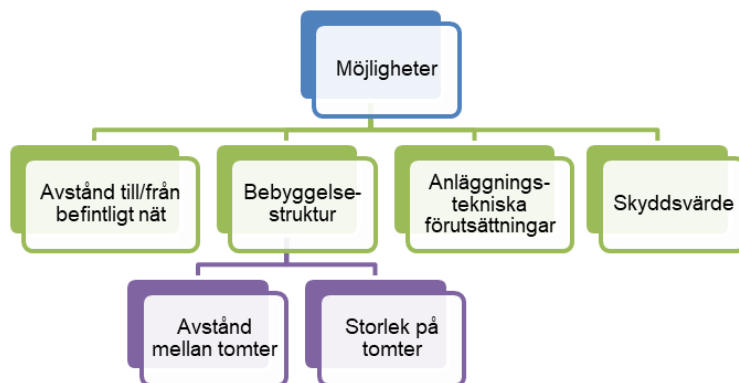 Möjligheter
Avstånd till/från
befintligt nät
Bebyggelse-
struktur
Anläggnings-
tekniska
förutsättningar
Skyddsvärde
Avstånd
mellan tomter
Storlek på
tomter